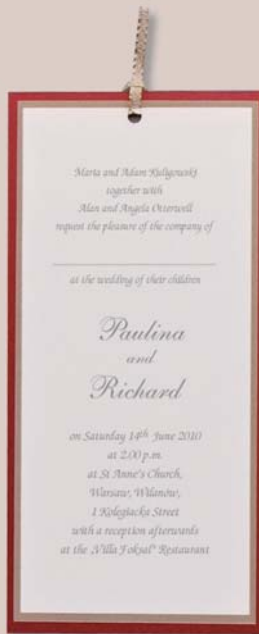 Marta and Adam Kuligowski
together with
Alan and Angela Otterwell
request the pleasure of the company of
at the wedding of their children
Paulina
and
Richard
on Saturday 14th June 2010
at 2.00 p.m.
at St Anne's Church,
Warsaw, Wilanów,
1 Kolegiacka Street
with a reception afterwards
at the „Villa Foksal" Restaurant